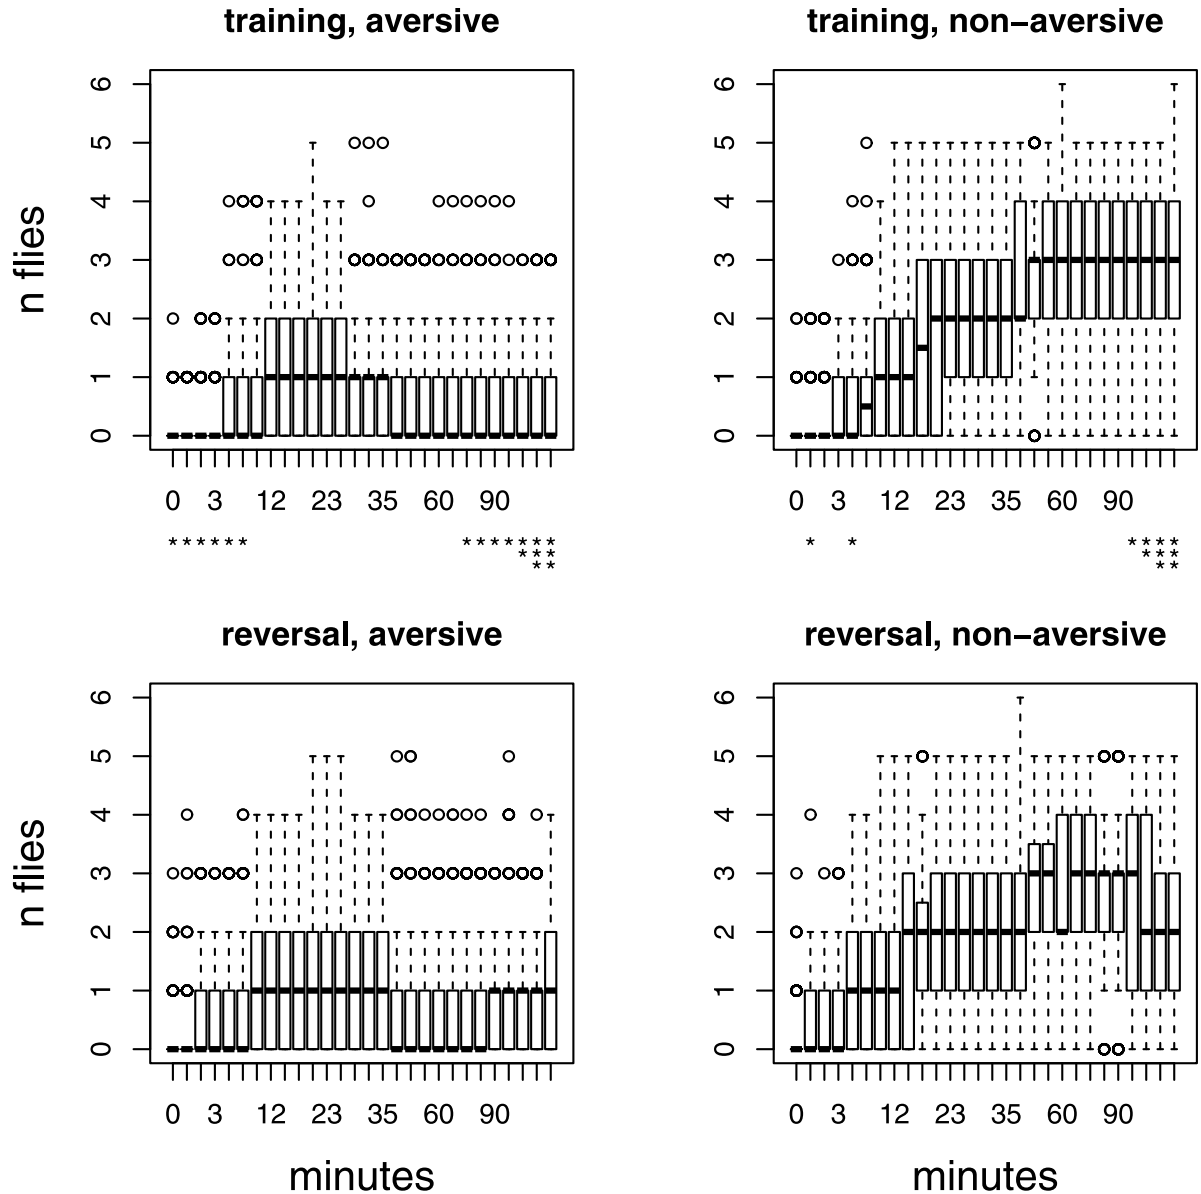 training, aversive
n flies
6
5
4
3
2
1
0
0 3 12 23 35 60 90
* * * * * * * * * * * * *
* * *
* *
training, non−aversive
6
5
4
3
2
1
0
0 3 12 23 35 60 90
* * * * * *
* * *
* *
reversal, aversive
n flies
6
5
4
3
2
1
0
0 3 12 23 35 60 90
minutes
reversal, non−aversive
6
5
4
3
2
1
0
0 3 12 23 35 60 90
minutes